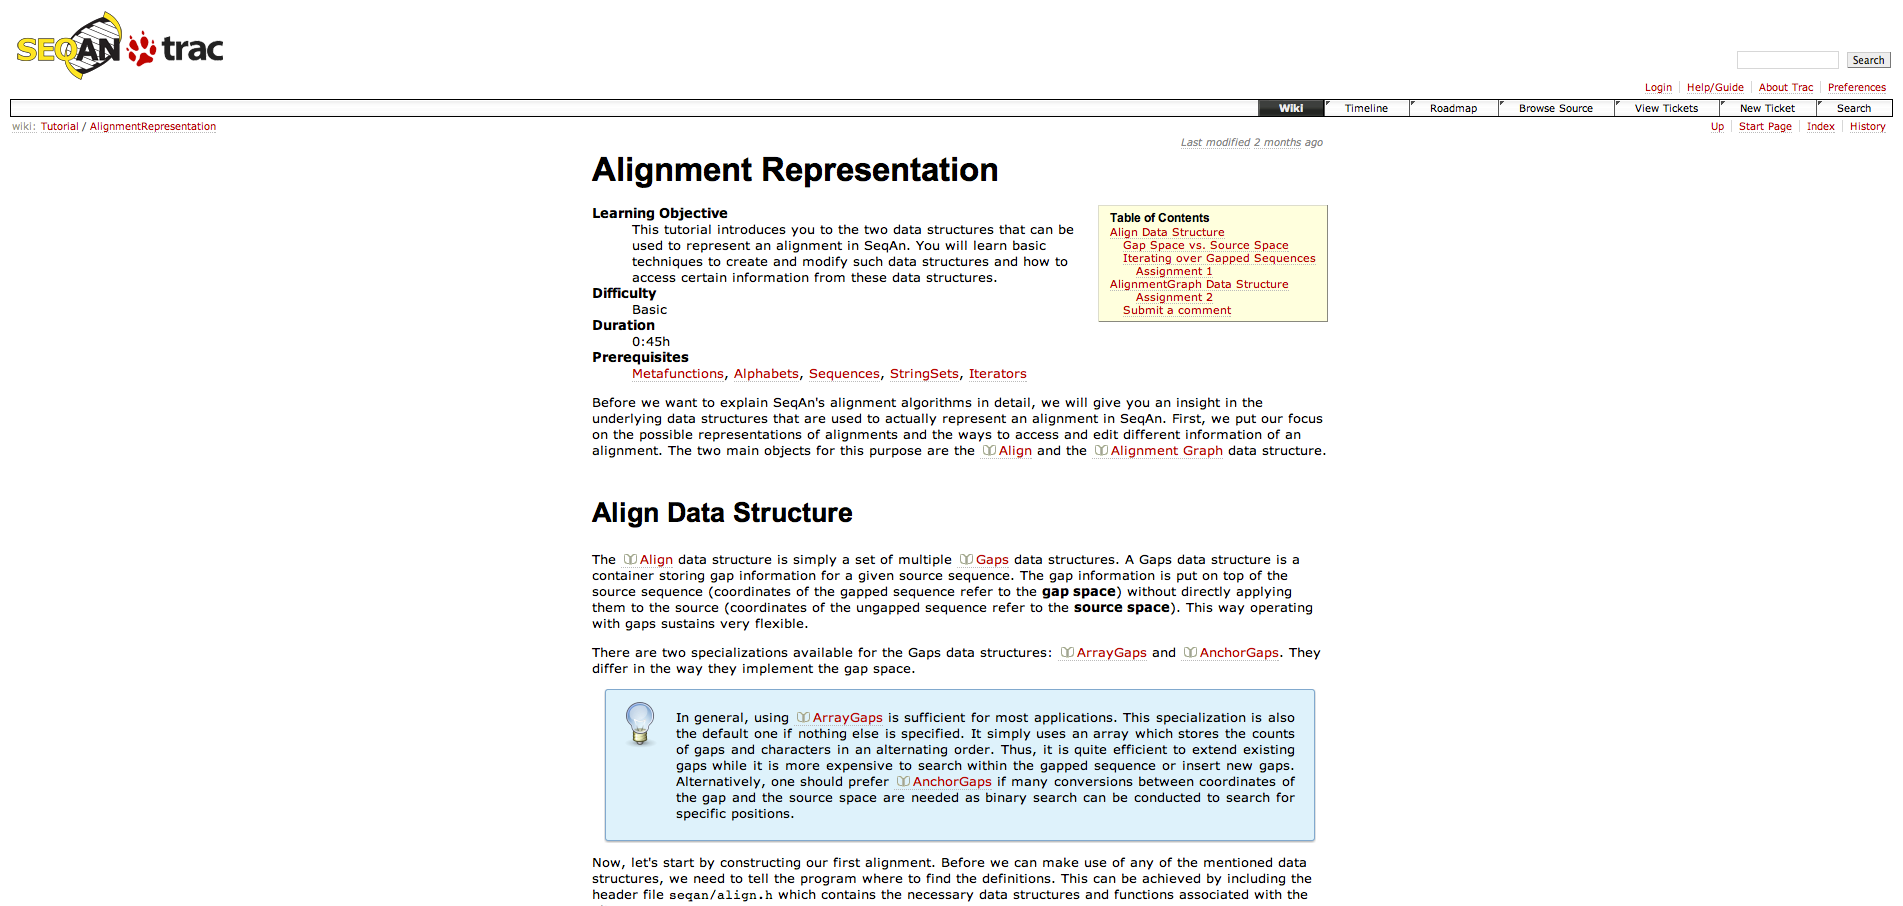 SEQAN trac
Search
Login Help/Guide About Trac Preferences
Wiki Timeline Roadmap Browse Source View Tickets New Ticket Search
wiki: Tutorial / AlignmentRepresentation
Up Start Page Index History
Last modified 2 months ago
Alignment Representation
Learning Objective
This tutorial introduces you to the two data structures that can be
used to represent an alignment in SeqAn. You will learn basic
techniques to create and modify such data structures and how to
access certain information from these data structures.
Difficulty
Basic
Duration
0:45h
Prerequisites
Metafunctions, Alphabets, Sequences, StringSets, Iterators
Table of Contents
Align Data Structure
Gap Space vs. Source Space
Iterating over Gapped Sequences
Assignment 1
AlignmentGraph Data Structure
Assignment 2
Submit a comment
Before we want to explain SeqAn's alignment algorithms in detail, we will give you an insight in the
underlying data structures that are used to actually represent an alignment in SeqAn. First, we put our focus
on the possible representations of alignments and the ways to access and edit different information of an
alignment. The two main objects for this purpose are the Align and the Alignment Graph data structure.
Align Data Structure
The Align data structure is simply a set of multiple Gaps data structures. A Gaps data structure is a
container storing gap information for a given source sequence. The gap information is put on top of the
source sequence (coordinates of the gapped sequence refer to the gap space) without directly applying
them to the source (coordinates of the ungapped sequence refer to the source space). This way operating
with gaps sustains very flexible.
There are two specializations available for the Gaps data structures: ArrayGaps and AnchorGaps. They
differ in the way they implement the gap space.
In general, using ArrayGaps is sufficient for most applications. This specialization is also
the default one if nothing else is specified. It simply uses an array which stores the counts
of gaps and characters in an alternating order. Thus, it is quite efficient to extend existing
gaps while it is more expensive to search within the gapped sequence or insert new gaps.
Alternatively, one should prefer AnchorGaps if many conversions between coordinates of
the gap and the source space are needed as binary search can be conducted to search for
specific positions.
Now, let's start by constructing our first alignment. Before we can make use of any of the mentioned data
structures, we need to tell the program where to find the definitions. This can be achieved by including the
header file seqan/align.h which contains the necessary data structures and functions associated with the